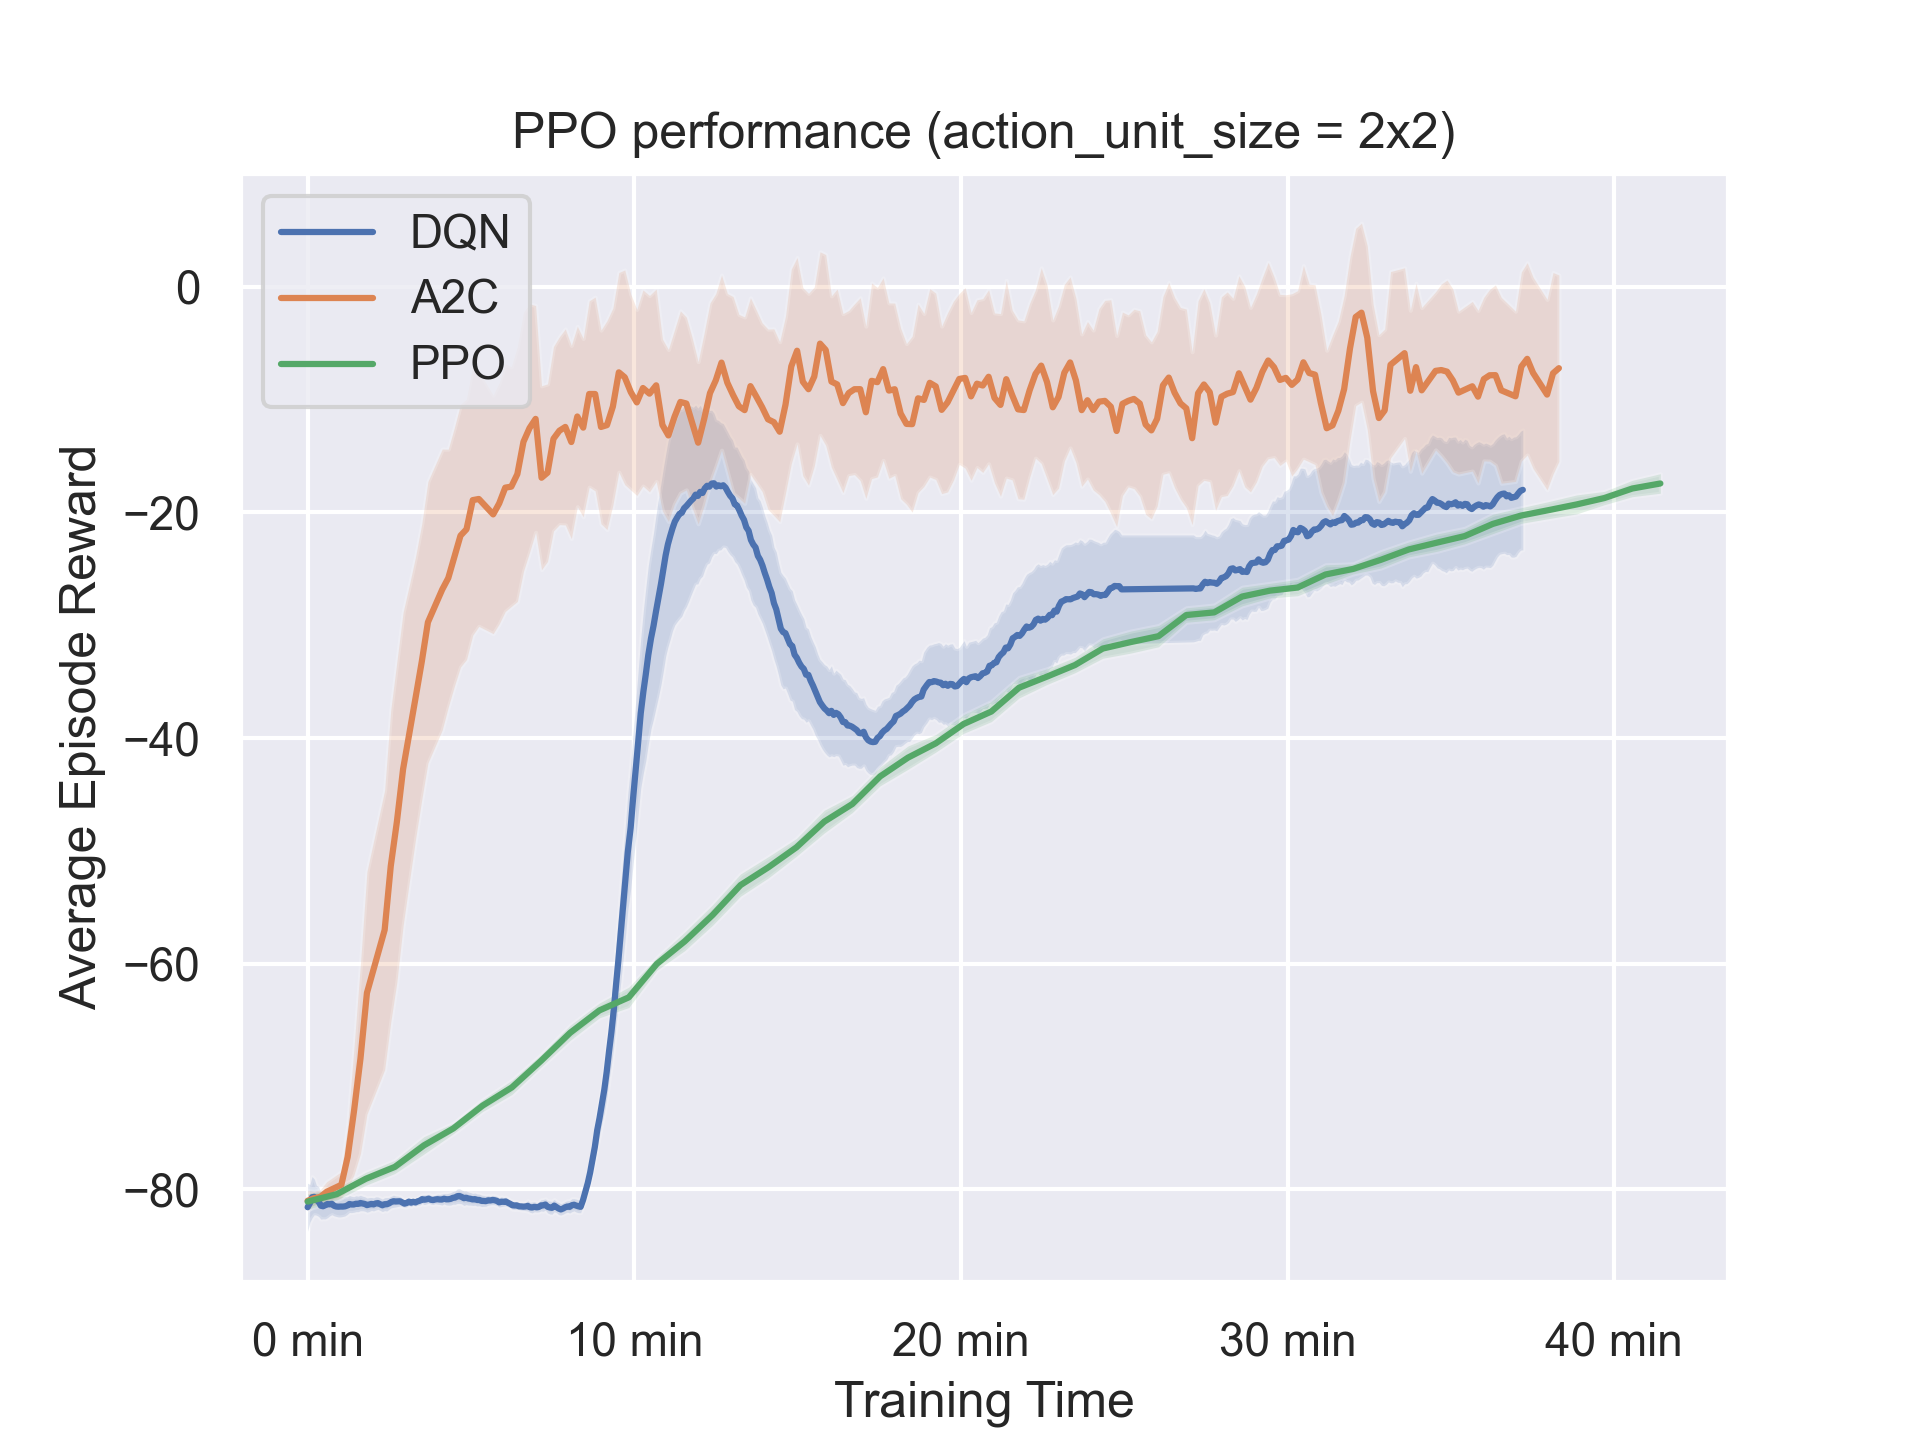 PPO performance (action_unit_size = 2x2)
DQN
A2C
PPO
0
−20
−40
−60
−80
Average Episode Reward
0 min
10 min
20 min
30 min
40 min
Training Time